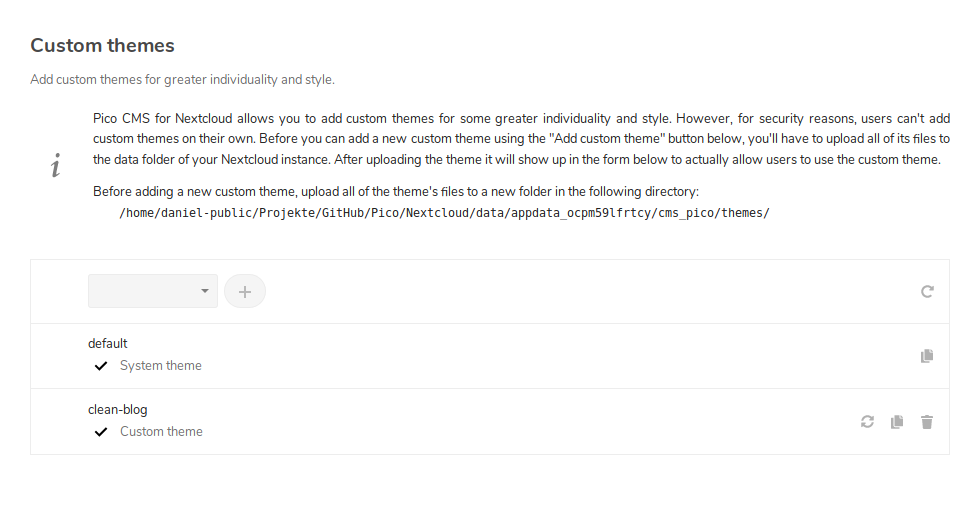 Custom themes
Add custom themes for greater individuality and style.
Pico CMS for Nextcloud allows you to add custom themes for some greater individuality and style. However, for security reasons, users can't add
custom themes on their own. Before you can add a new custom theme using the "Add custom theme" button below, you'll have to upload all of its files to
the data folder of your Nextcloud instance. After uploading the theme it will show up in the form below to actually allow users to use the custom theme.
Before adding a new custom theme, upload all of the theme's files to a new folder in the following directory:
/home/daniel-public/Projekte/GitHub/Pico/Nextcloud/data/appdata_ocpm59lfrtcy/cms_pico/themes/
default
System theme
clean-blog
Custom theme